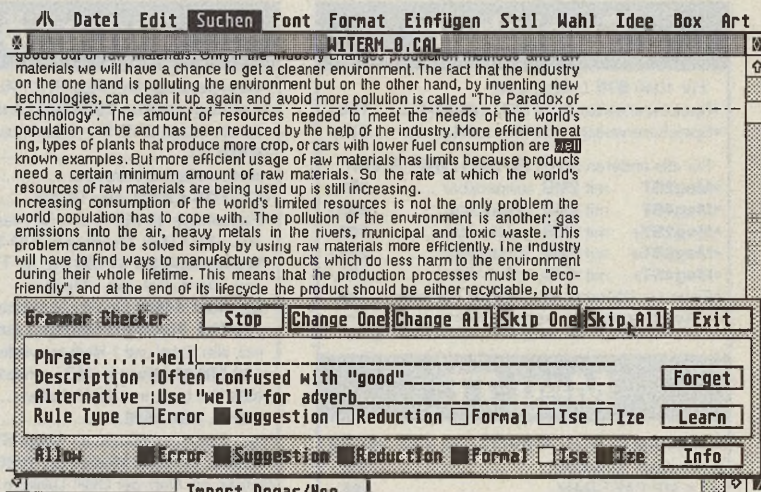 Datei Edit Suchen Font Format Einfügen Stil Wahl Idee Box Art
WITERM_0.CAL
goods out of raw materials. Only if the industry changes production methods and raw
materials we will have a chance to get a cleaner environment. The fact that the industry
on the one hand is polluting the environment but on the other hand, by inventing new
technologies, can clean it up again and avoid more pollution is called "The Paradox of
Technology". The amount of resources needed to meet the needs of the world's
population can be and has been reduced by the help of the industry. More efficient heat
ing, types of plants that produce more crop, or cars with lower fuel consumption are well
known examples. But more efficient usage of raw materials has limits because products
need a certain minimum amount of raw materials. So the rate at which the world's
resources of raw materials are being used up is still increasing.
Increasing consumption of the world's limited resources is not the only problem the
world population has to cope with. The pollution of the environment is another: gas
emissions into the air, heavy metals in the rivers, municipal and toxic waste. This
problem cannot be solved simply by using raw materials more efficiently. The industry
will have to find ways to manufacture products which do less harm to the environment
during their whole lifetime. This means that he production processes must be "eco-
friendly", and at the end of its lifecycle the product should be either recyclable, put to
Grammar Checker Stop Change One Change All Skip One Skip All Exit
Phrase......:well
Description :Often confused with "good"
Alternative :Use "well" for adverb
Forget
Rule Type Error Suggestion Reduction Formal Ise Ize Learn
Allow Error Suggestion Reduction Formal Ise Ize Info
Import Degas/Neo